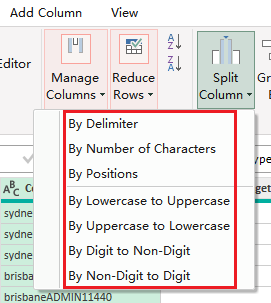 Add Column View
Editor
Manage Columns
Reduce Rows
Split Column
By Delimiter
By Number of Characters
By Positions
By Lowercase to Uppercase
By Uppercase to Lowercase
By Digit to Non-Digit
By Non-Digit to Digit
sydne
sydne
sydne
brisba
brisbaneADMIN11440